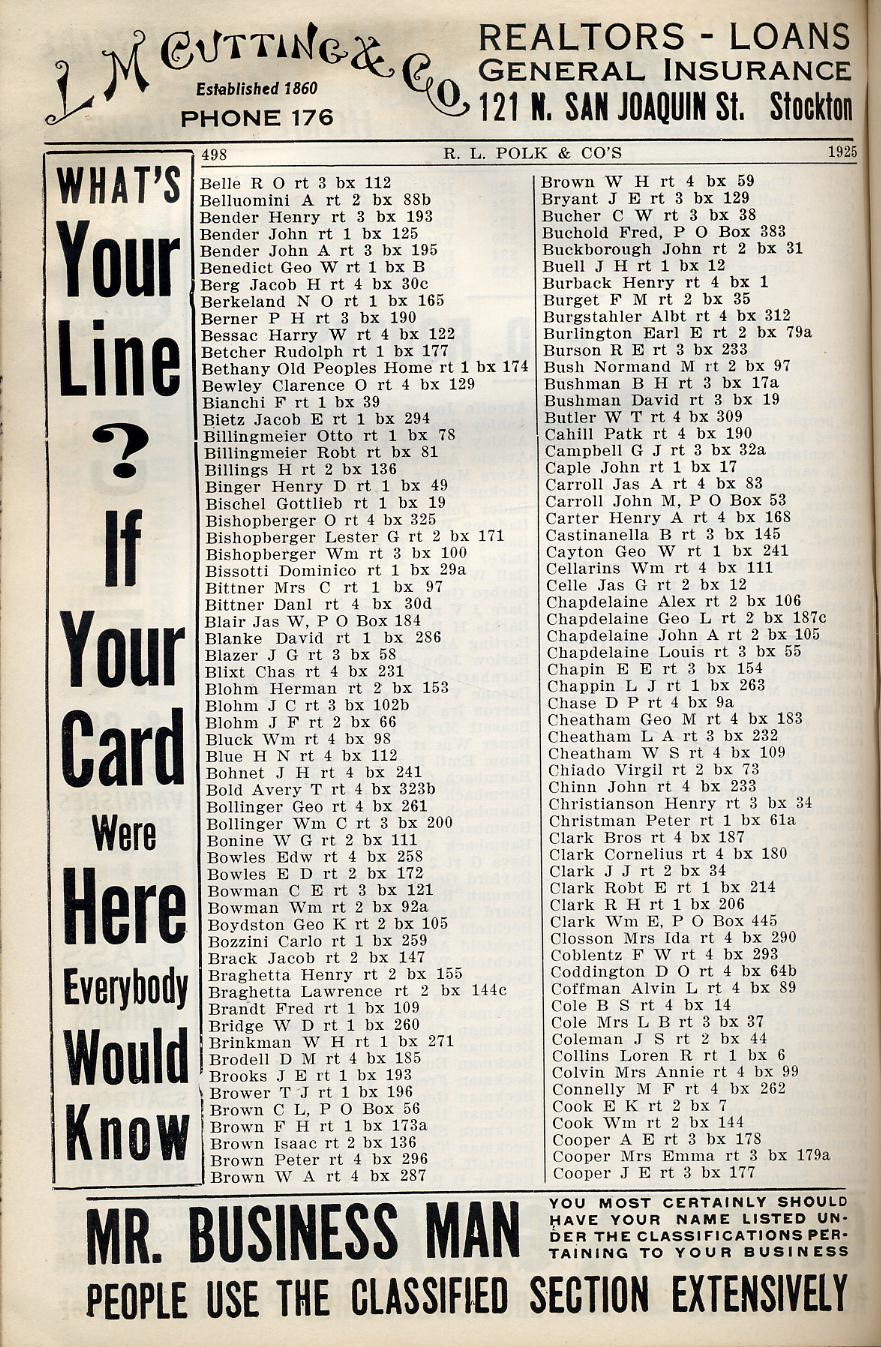 L M CUTTING & Co.
Established 1860
PHONE 176
REALTORS - LOANS
GENERAL INSURANCE
121 N. SAN JOAQUIN St. Stockton
498 R. L. POLK & CO'S 1925
WHAT'S
Your
Line
?
If
Your
Card
Were
Here
Everybody
Would
Know
Belle R O rt 3 bx 112
Belluomini A rt 2 bx 88b
Bender Henry rt 3 bx 193
Bender John rt 1 bx 125
Bender John A rt 3 bx 195
Benedict Geo W rt 1 bx B
Berg Jacob H rt 4 bx 30c
Berkeland N O rt 1 bx 165
Berner P H rt 3 bx 190
Bessac Harry W rt 4 bx 122
Betcher Rudolph rt 1 bx 177
Bethany Old Peoples Home rt 1 bx 174
Bewley Clarence O rt 4 bx 129
Bianchi F rt 1 bx 39
Bietz Jacob E rt 1 bx 294
Billingmeier Otto rt 1 bx 78
Billingmeier Robt rt bx 81
Billings H rt 2 bx 136
Binger Henry D rt 1 bx 49
Bischel Gottlieb rt 1 bx 19
Bishopberger O rt 4 bx 325
Bishopberger Lester G rt 2 bx 171
Bishopberger Wm rt 3 bx 100
Bissotti Dominico rt 1 bx 29a
Bittner Mrs C rt 1 bx 97
Bittner Danl rt 4 bx 30d
Blair Jas W, P O Box 184
Blanke David rt 1 bx 286
Blazer J G rt 3 bx 58
Blixt Chas rt 4 bx 231
Blohm Herman rt 2 bx 153
Blohm J C rt 3 bx 102b
Blohm J F rt 2 bx 66
Bluck Wm rt 4 bx 98
Blue H N rt 4 bx 112
Bohnet J H rt 4 bx 241
Bold Avery T rt 4 bx 323b
Bollinger Geo rt 4 bx 261
Bollinger Wm C rt 3 bx 200
Bonine W G rt 2 bx 111
Bowles Edw rt 4 bx 258
Bowles E D rt 2 bx 172
Bowman C E rt 3 bx 121
Bowman Wm rt 2 bx 92a
Boydston Geo K rt 2 bx 105
Bozzini Carlo rt 1 bx 259
Brack Jacob rt 2 bx 147
Braghetta Henry rt 2 bx 155
Braghetta Lawrence rt 2 bx 144c
Brandt Fred rt 1 bx 109
Bridge W D rt 1 bx 260
Brinkman W H rt 1 bx 271
Brodell D M rt 4 bx 185
Brooks J E rt 1 bx 193
Brower T J rt 1 bx 196
Brown C L, P O Box 56
Brown F H rt 1 bx 173a
Brown Isaac rt 2 bx 136
Brown Peter rt 4 bx 296
Brown W A rt 4 bx 287
Brown W H rt 4 bx 59
Bryant J E rt 3 bx 129
Bucher C W rt 3 bx 38
Buchold Fred, P O Box 383
Buckborough John rt 2 bx 31
Buell J H rt 1 bx 12
Burback Henry rt 4 bx 1
Burget F M rt 2 bx 35
Burgstahler Albt rt 4 bx 312
Burlington Earl E rt 2 bx 79a
Burson R E rt 3 bx 233
Bush Normand M rt 2 bx 97
Bushman B H rt 3 bx 17a
Bushman David rt 3 bx 19
Butler W T rt 4 bx 309
Cahill Patk rt 4 bx 190
Campbell G J rt 3 bx 32a
Caple John rt 1 bx 17
Carroll Jas A rt 4 bx 83
Carroll John M, P O Box 53
Carter Henry A rt 4 bx 168
Castinanella B rt 3 bx 145
Cayton Geo W rt 1 bx 241
Cellarins Wm rt 4 bx 111
Celle Jas G rt 2 bx 12
Chapdelaine Alex rt 2 bx 106
Chapdelaine Geo L rt 2 bx 187c
Chapdelaine John A rt 2 bx 105
Chapdelaine Louis rt 3 bx 55
Chapin E E rt 3 bx 154
Chappin L J rt 1 bx 263
Chase D P rt 4 bx 9a
Cheatham Geo M rt 4 bx 183
Cheatham L A rt 3 bx 232
Cheatham W S rt 4 bx 109
Chiado Virgil rt 2 bx 73
Chinn John rt 4 bx 233
Christianson Henry rt 3 bx 34
Christman Peter rt 1 bx 61a
Clark Bros rt 4 bx 187
Clark Cornelius rt 4 bx 180
Clark J J rt 2 bx 34
Clark Robt E rt 1 bx 214
Clark R H rt 1 bx 206
Clark Wm E, P O Box 445
Closson Mrs Ida rt 4 bx 290
Coblentz F W rt 4 bx 293
Coddington D O rt 4 bx 64b
Coffman Alvin L rt 4 bx 89
Cole B S rt 4 bx 14
Cole Mrs L B rt 3 bx 37
Coleman J S rt 2 bx 44
Collins Loren R rt 1 bx 6
Colvin Mrs Annie rt 4 bx 99
Connelly M F rt 4 bx 262
Cook E K rt 2 bx 7
Cook Wm rt 2 bx 144
Cooper A E rt 3 bx 178
Cooper Mrs Emma rt 3 bx 179a
Cooper J E rt 3 bx 177
MR. BUSINESS MAN
YOU MOST CERTAINLY SHOULD
HAVE YOUR NAME LISTED UN-
DER THE CLASSIFICATIONS PER-
TAINING TO YOUR BUSINESS
PEOPLE USE THE CLASSIFIED SECTION EXTENSIVELY